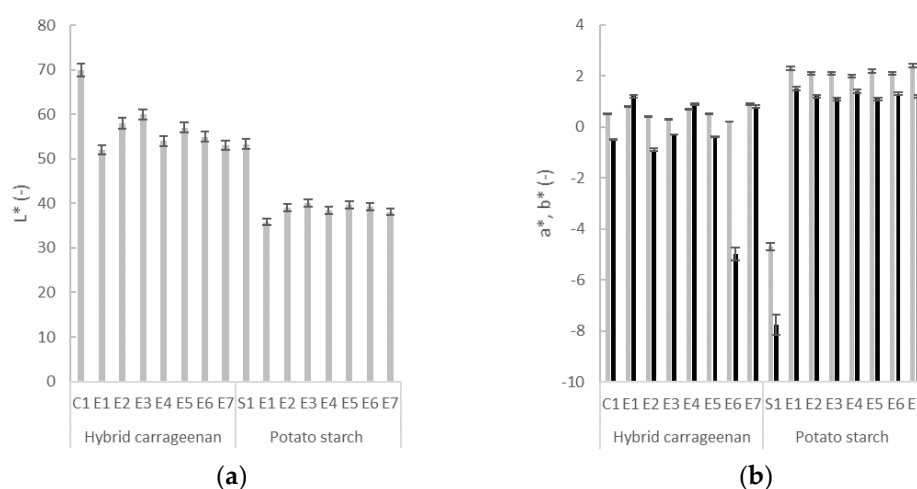 80
70
60
50
40
30
20
10
0
L* (-)
C1 E1 E2 E3 E4 E5 E6 E7 S1 E1 E2 E3 E4 E5 E6 E7
Hybrid carrageenan Potato starch
(a)
4
2
0
-2
-4
-6
-8
-10
a*, b* (-)
C1 E1 E2 E3 E4 E5 E6 E7 S1 E1 E2 E3 E4 E5 E6 E7
Hybrid carrageenan Potato starch
(b)